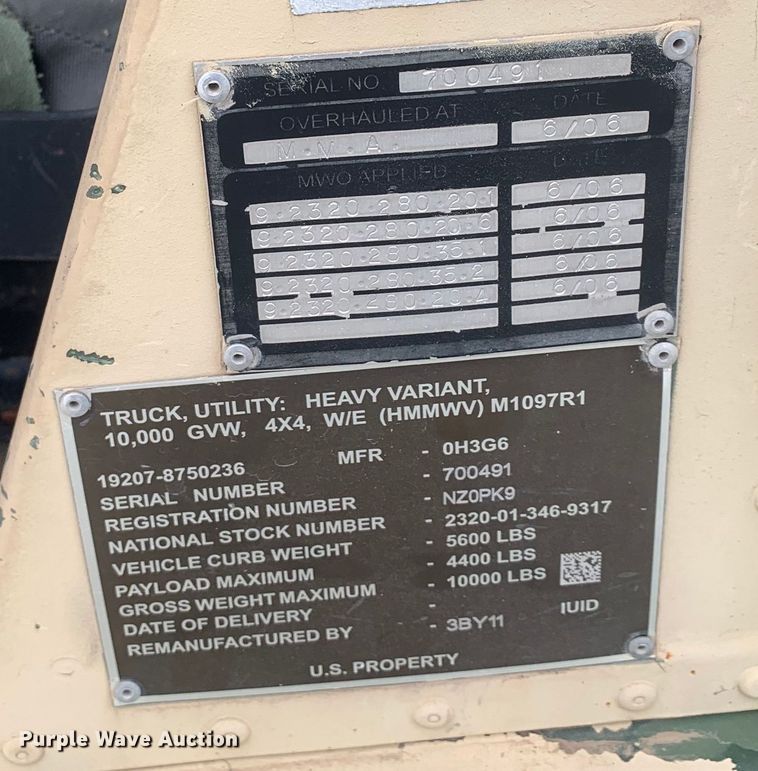 SERIAL NO. 700491
OVERHAULED AT DATE
M.M.A. 6/06
MWO APPLIED DATE
9.2320.280.20.1 6/06
9.2320.280.20.6 6/06
9.2320.280.35.1 6/06
9.2320.280.35.2 6/06
9.2320.280.20.4 6/06
TRUCK, UTILITY: HEAVY VARIANT,
10,000 GVW, 4X4, W/E (HMMWV) M1097R1
19207-8750236 MFR - 0H3G6
SERIAL NUMBER - 700491
REGISTRATION NUMBER - NZ0PK9
NATIONAL STOCK NUMBER - 2320-01-346-9317
VEHICLE CURB WEIGHT - 5600 LBS
PAYLOAD MAXIMUM - 4400 LBS
GROSS WEIGHT MAXIMUM - 10000 LBS
DATE OF DELIVERY -
REMANUFACTURED BY - 3BY11 IUID
U.S. PROPERTY
Purple Wave Auction